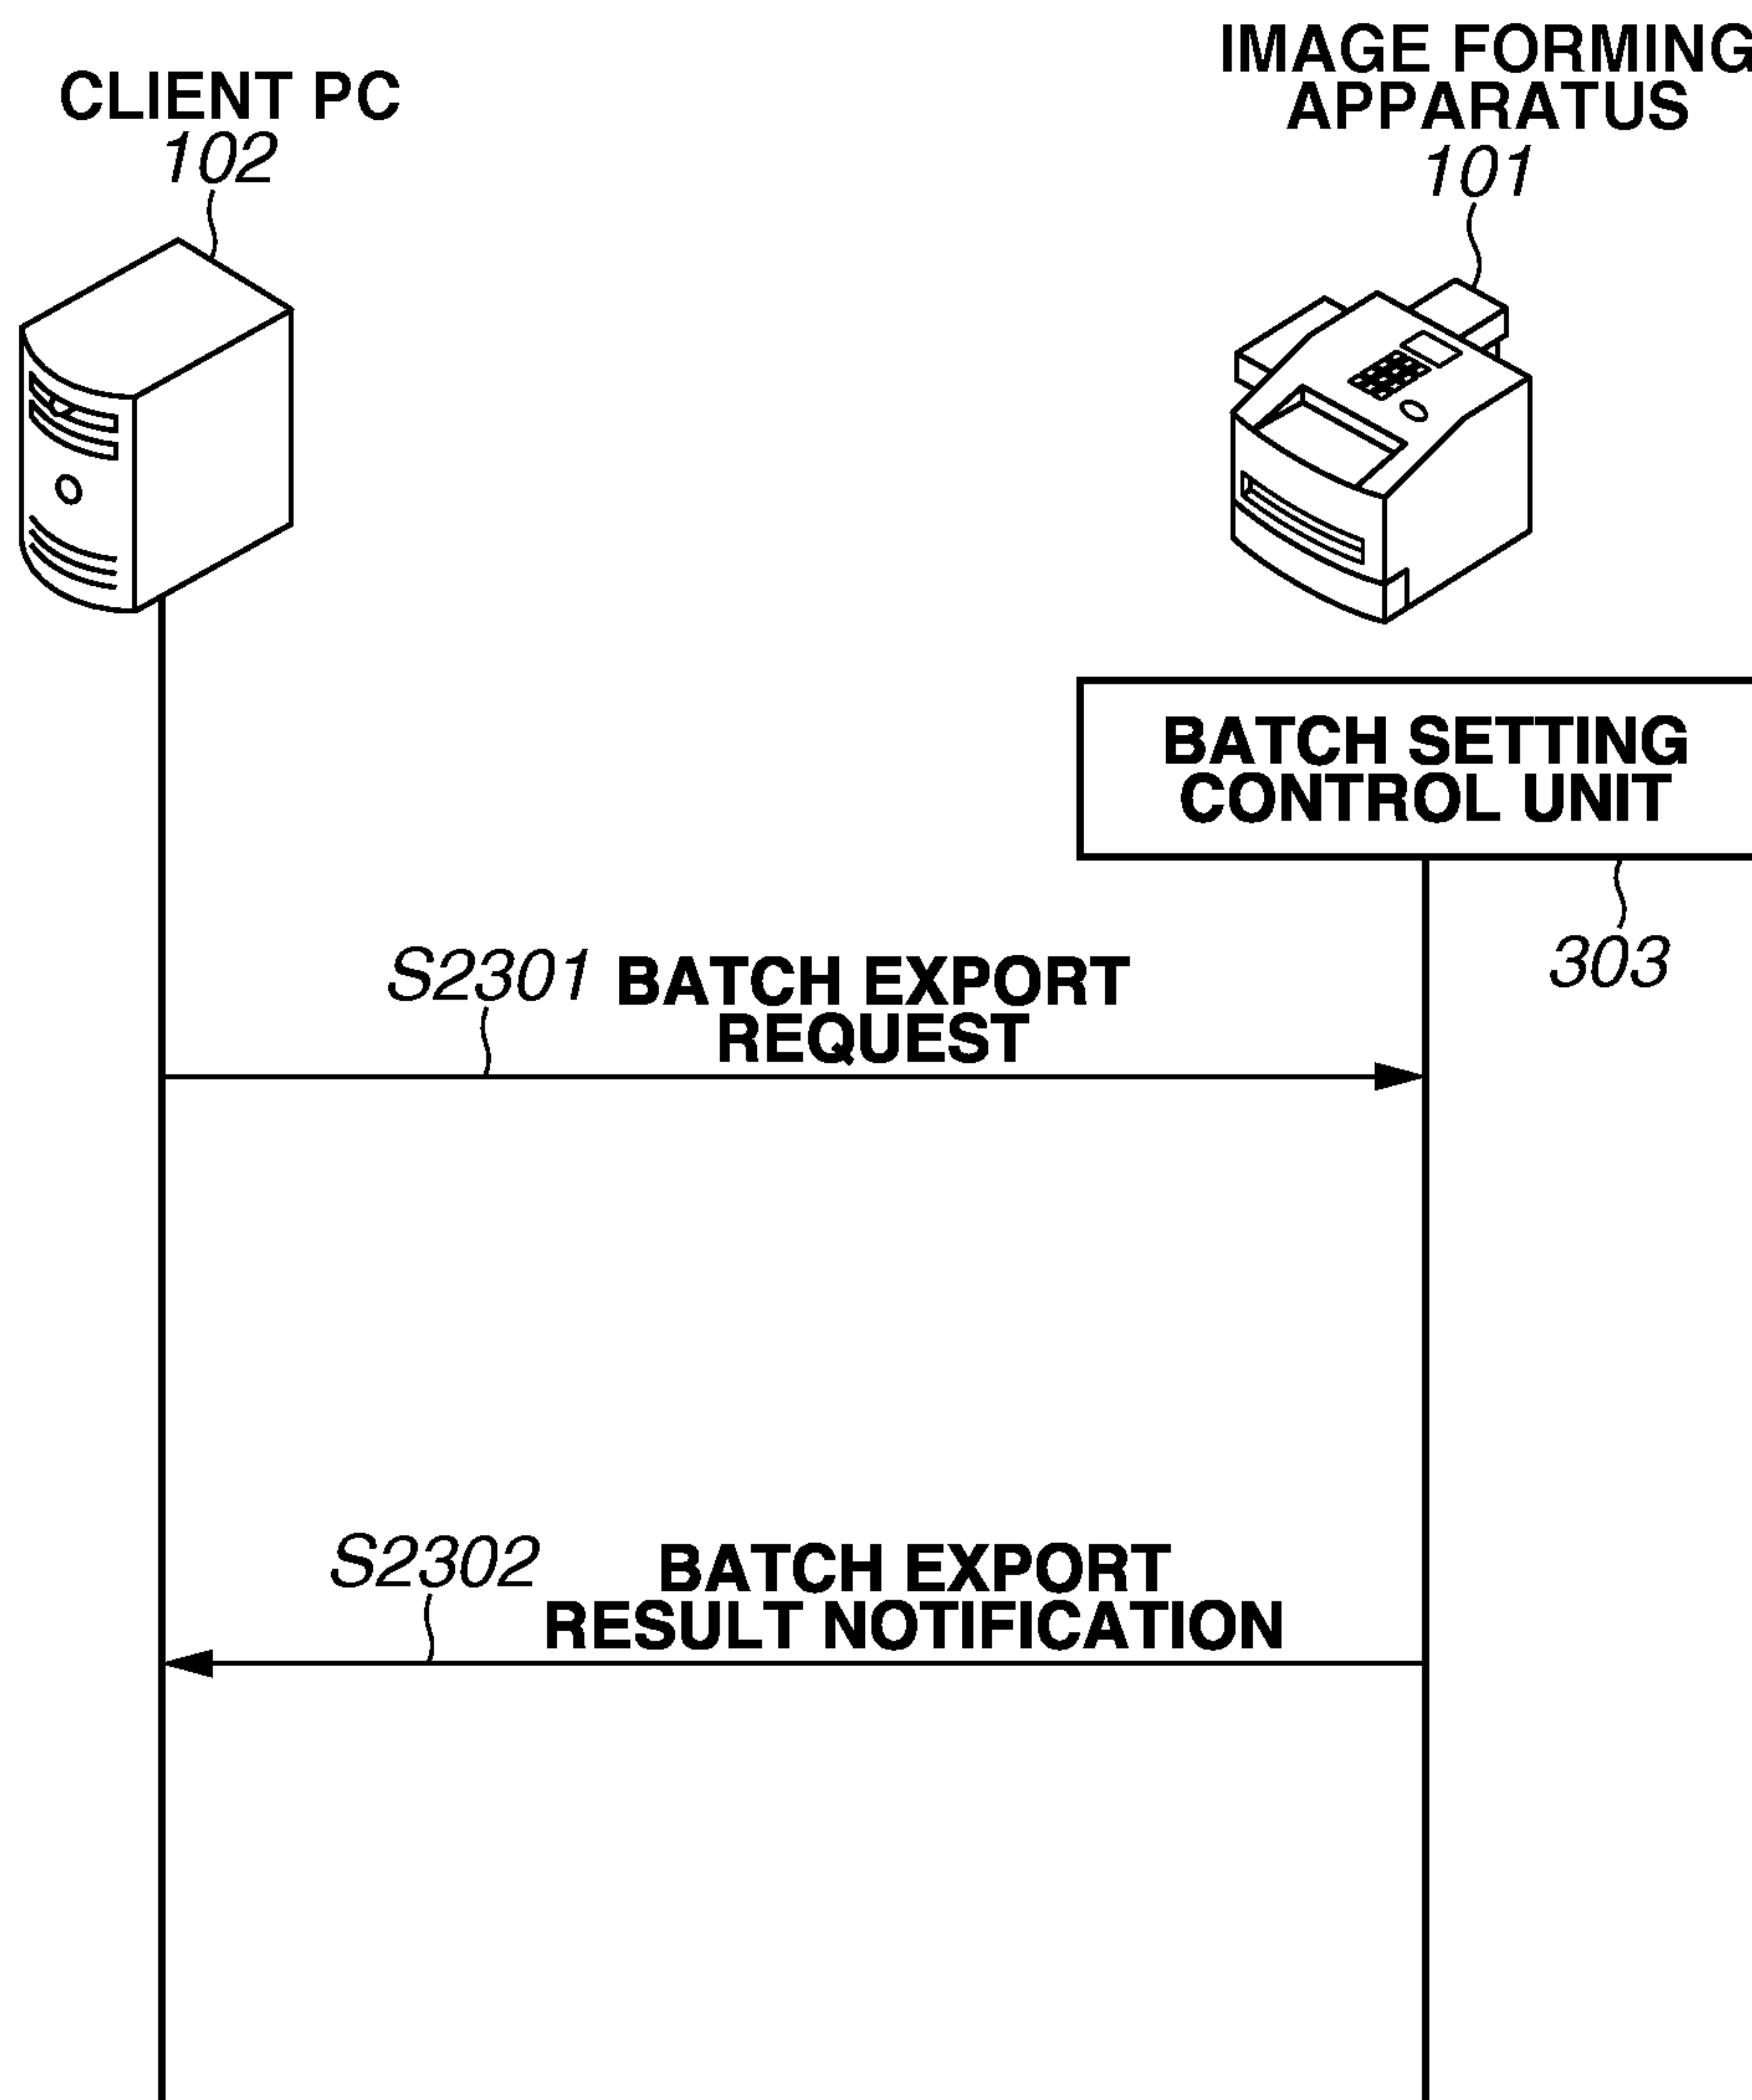 CLIENT PC
102
IMAGE FORMING
APPARATUS
101
BATCH SETTING
CONTROL UNIT
303
S2301
BATCH EXPORT
REQUEST
S2302
BATCH EXPORT
RESULT NOTIFICATION